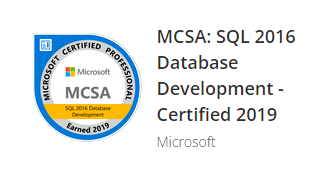 MICROSOFT CERTIFIED PROFESSIONAL
Microsoft
MCSA
SQL 2016 Database
Development
Earned 2019
MCSA: SQL 2016
Database
Development -
Certified 2019
Microsoft